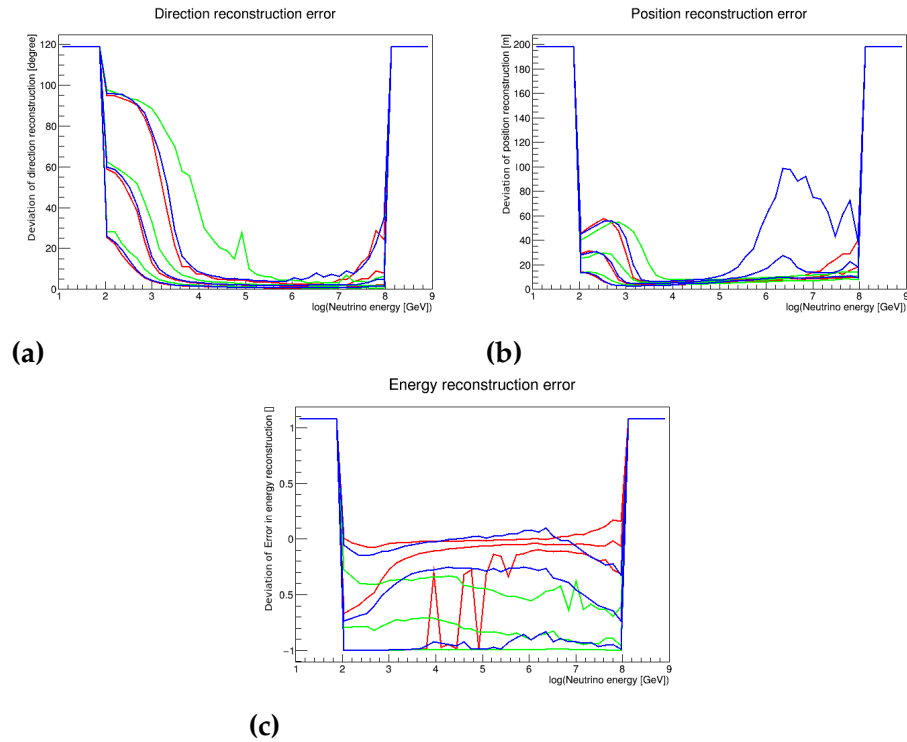 Direction reconstruction error
Deviation of direction reconstruction [degree]
120
100
80
60
40
20
0
1 2 3 4 5 6 7 8 9
log(Neutrino energy [GeV])
(a)
Position reconstruction error
Deviation of position reconstruction [m]
200
180
160
140
120
100
80
60
40
20
0
1 2 3 4 5 6 7 8 9
log(Neutrino energy [GeV])
(b)
Energy reconstruction error
Deviation of Error in energy reconstruction []
1
0.5
0
0.5
−1
1 2 3 4 5 6 7 8 9
log(Neutrino energy [GeV])
(c)